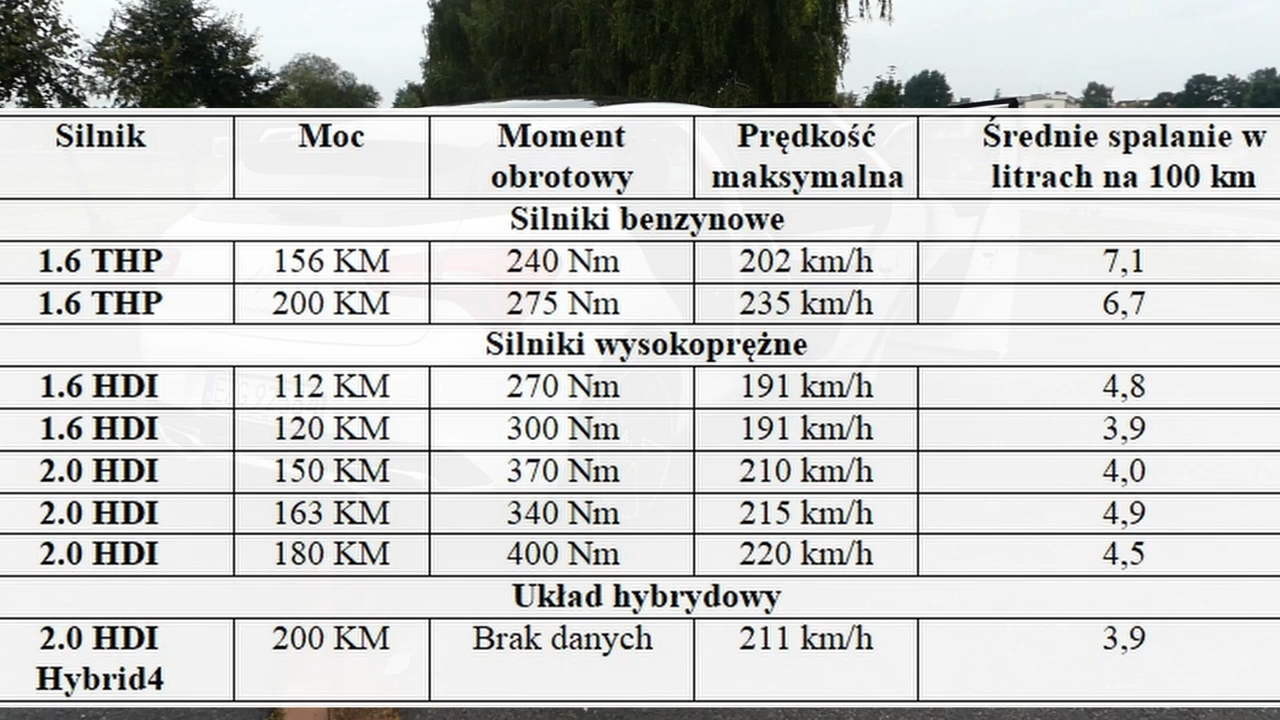 Silnik Moc Moment obrotowy Prędkość maksymalna Średnie spalanie w litrach na 100 km
Silniki benzynowe
1.6 THP 156 KM 240 Nm 202 km/h 7,1
1.6 THP 200 KM 275 Nm 235 km/h 6,7
Silniki wysokoprężne
1.6 HDI 112 KM 270 Nm 191 km/h 4,8
1.6 HDI 120 KM 300 Nm 191 km/h 3,9
2.0 HDI 150 KM 370 Nm 210 km/h 4,0
2.0 HDI 163 KM 340 Nm 215 km/h 4,9
2.0 HDI 180 KM 400 Nm 220 km/h 4,5
Układ hybrydowy
2.0 HDI Hybrid4 200 KM Brak danych 211 km/h 3,9